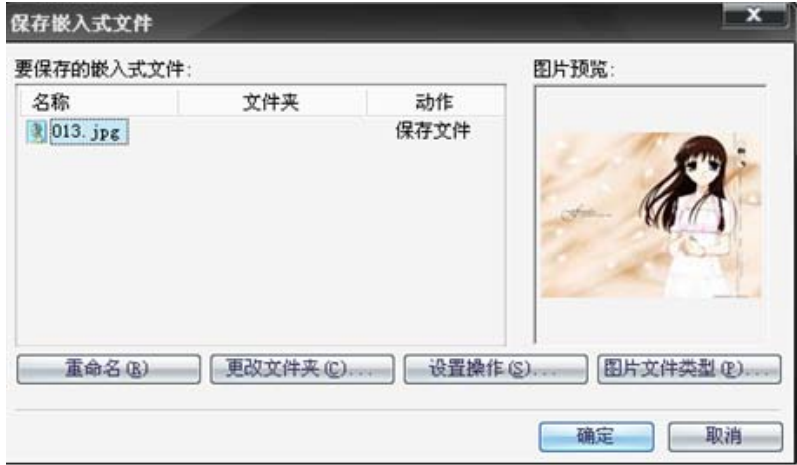 保存嵌入式文件
x
要保存的嵌入式文件:
图片预览:
名称 文件夹 动作
013.jpg 保存文件
重命名(R) 更改文件夹(C)... 设置操作(S)... 图片文件类型(P)...
确定 取消